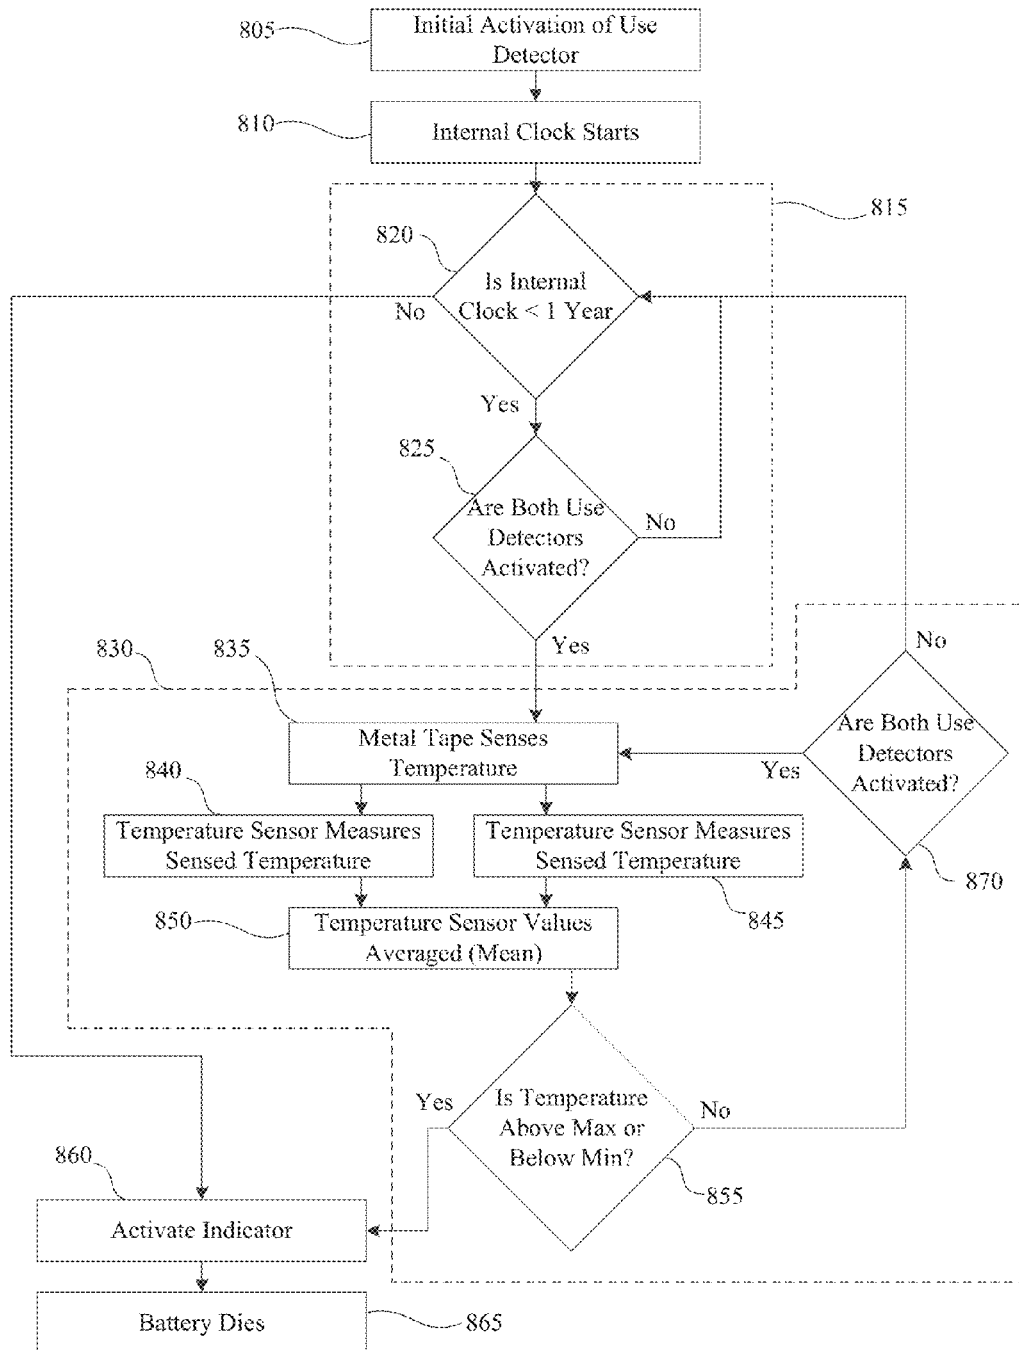 805
Initial Activation of Use
Detector
810
Internal Clock Starts
815
820
Is Internal
Clock < 1 Year
No
Yes
825
Are Both Use
Detectors
Activated?
No
Yes
830
835
Metal Tape Senses
Temperature
No
Are Both Use
Detectors
Activated?
Yes
870
840
Temperature Sensor Measures
Sensed Temperature
Temperature Sensor Measures
Sensed Temperature
845
850
Temperature Sensor Values
Averaged (Mean)
Yes
Is Temperature
Above Max or
Below Min?
No
855
860
Activate Indicator
Battery Dies
865